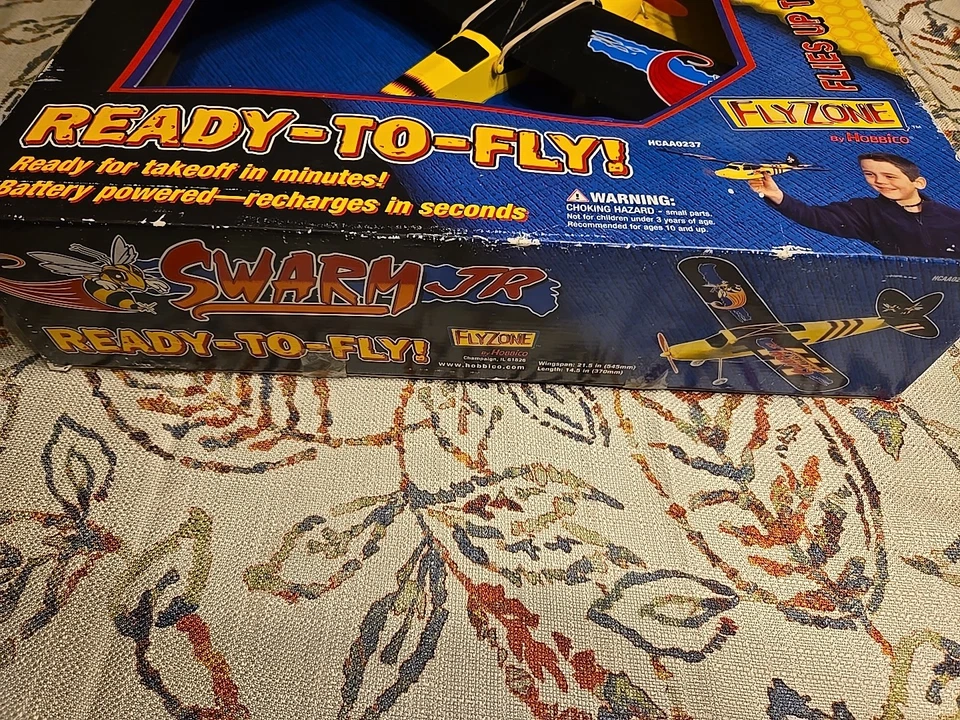 FLIES UP T
FLYZONE™
By HOBBICO
HCAA0237
READY-TO-FLY!
Ready for takeoff in minutes!
Battery powered—recharges in seconds
WARNING:
CHOKING HAZARD - small parts.
Not for children under 3 years of age.
Recommended for ages 10 and up.
SWARM JR
READY-TO-FLY!
FLYZONE
By HOBBICO
Champaign, IL 61826
www.hobbico.com
Wingspan: 21.5 in (545mm)
Length: 14.5 in (370mm)